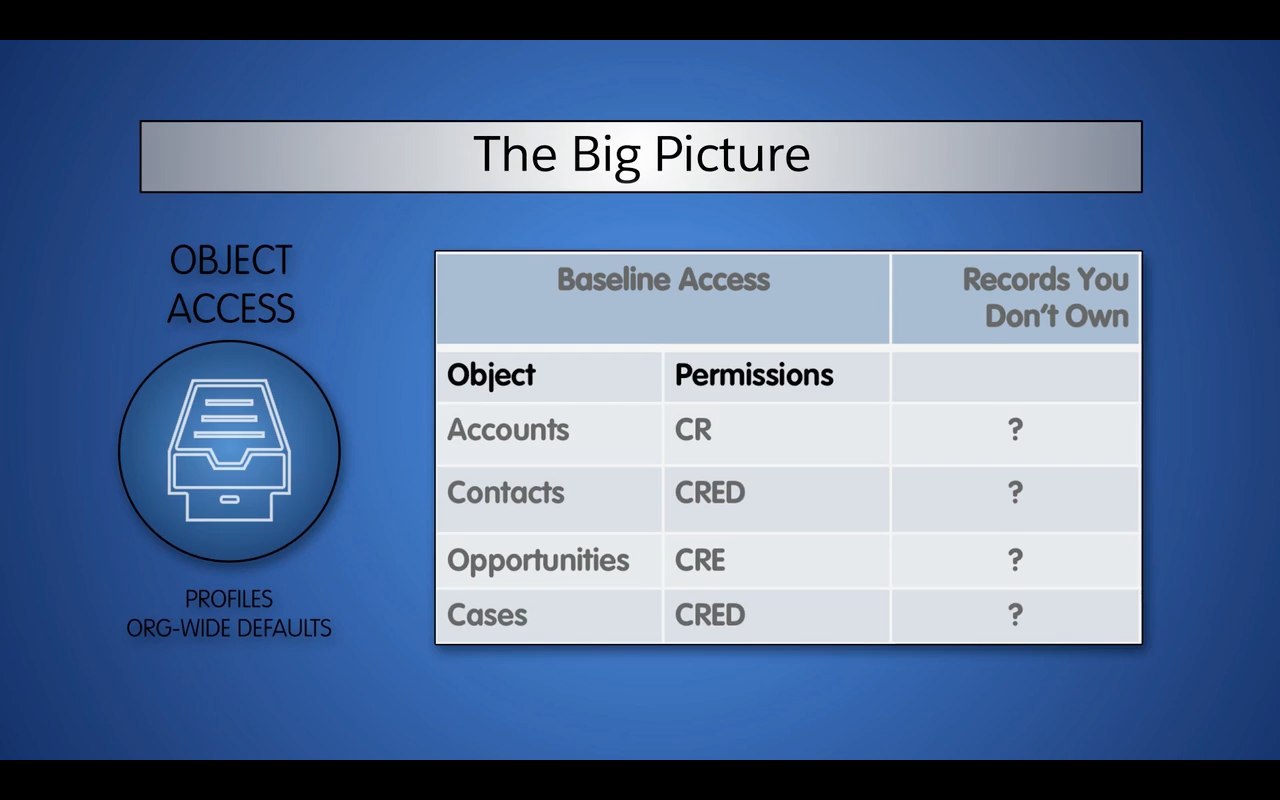 The Big Picture
OBJECT
ACCESS
PROFILES
ORG-WIDE DEFAULTS
Baseline Access Records You
Don't Own
Object Permissions
Accounts CR ?
Contacts CRED ?
Opportunities CRE ?
Cases CRED ?